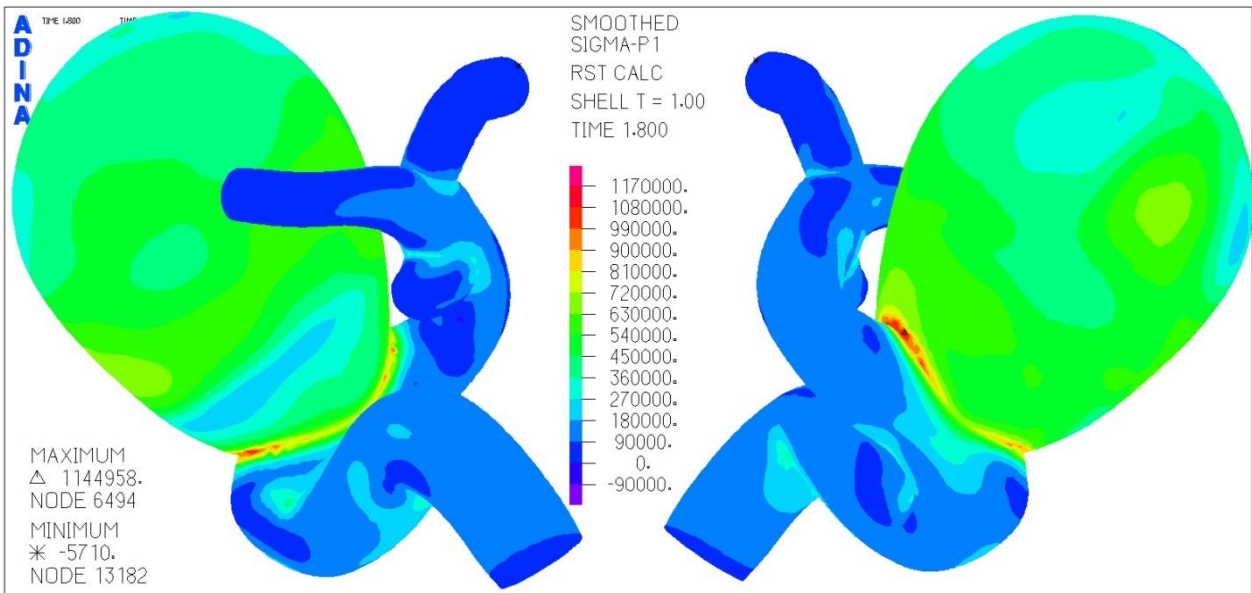 ADINA
TIME 1.800
SMOOTHED
SIGMA-P1
RST CALC
SHELL T = 1.00
TIME 1.800
1170000.
1080000.
990000.
900000.
810000.
720000.
630000.
540000.
450000.
360000.
270000.
180000.
90000.
0.
-90000.
MAXIMUM
△ 1144958.
NODE 6494
MINIMUM
✳ -5710.
NODE 13182